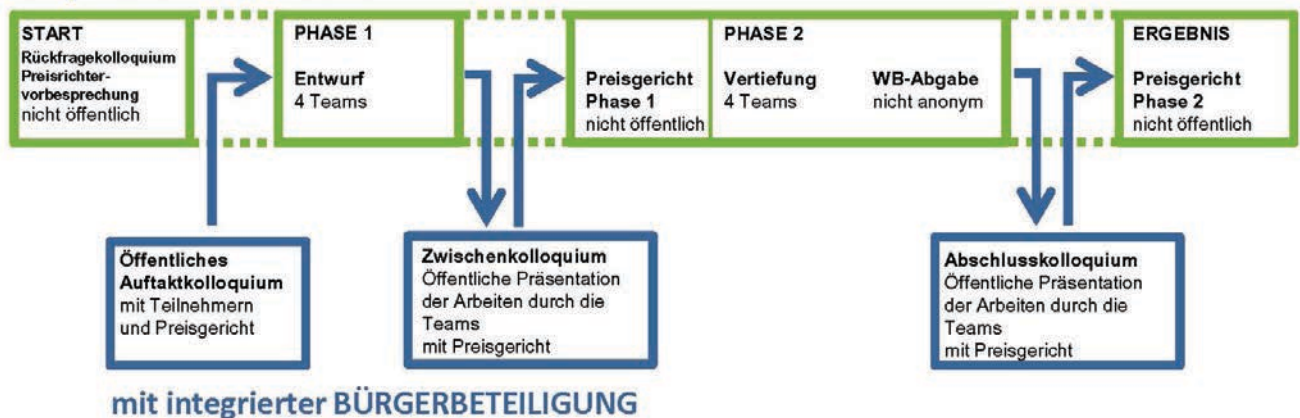 START
Rückfragekolloquium
Preisrichter-
vorbesprechung
nicht öffentlich
PHASE 1
Entwurf
4 Teams
Preisgericht
Phase 1
nicht öffentlich
PHASE 2
Vertiefung
4 Teams
WB-Abgabe
nicht anonym
ERGEBNIS
Preisgericht
Phase 2
nicht öffentlich
Öffentliches
Auftaktkolloquium
mit Teilnehmern
und Preisgericht
Zwischenkolloquium
Öffentliche Präsentation
der Arbeiten durch die
Teams
mit Preisgericht
Abschlusskolloquium
Öffentliche Präsentation
der Arbeiten durch die
Teams
mit Preisgericht
mit integrierter BÜRGERBETEILIGUNG